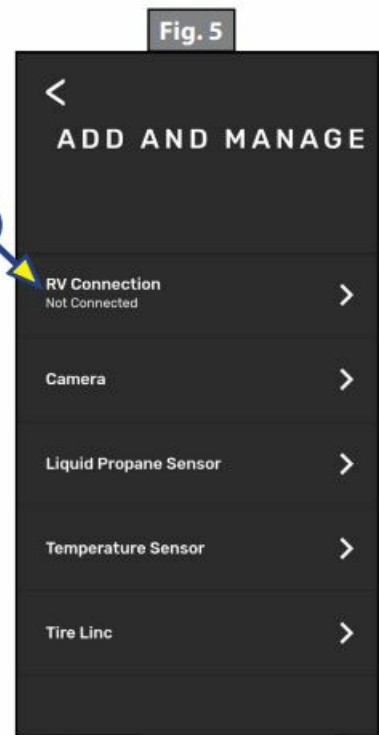 Fig. 5
ADD AND MANAGE
RV Connection
Not Connected
Camera
Liquid Propane Sensor
Temperature Sensor
Tire Linc